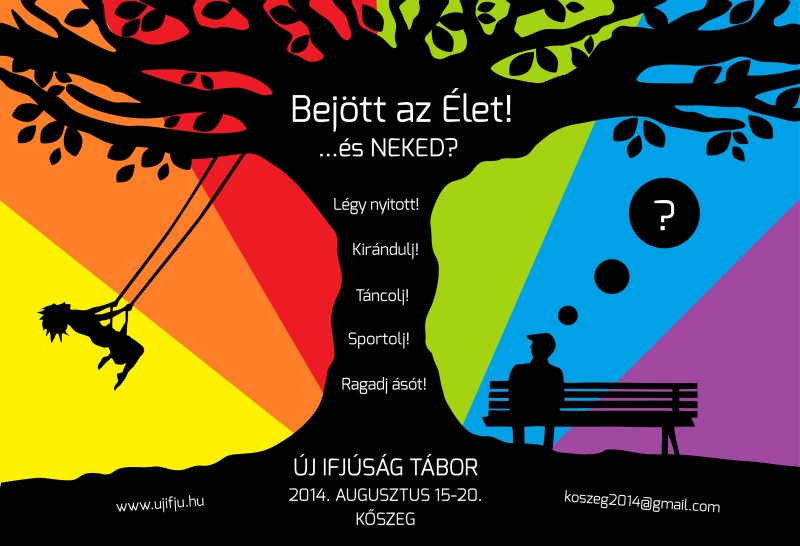 Bejött az Élet!
...és NEKED?
Légy nyitott!
Kirándulj!
Táncolj!
Sportolj!
Ragadj ásót!
?
ÚJ IFJÚSÁG TÁBOR
2014. AUGUSZTUS 15-20.
KŐSZEG
www.ujifju.hu
koszeg2014@gmail.com